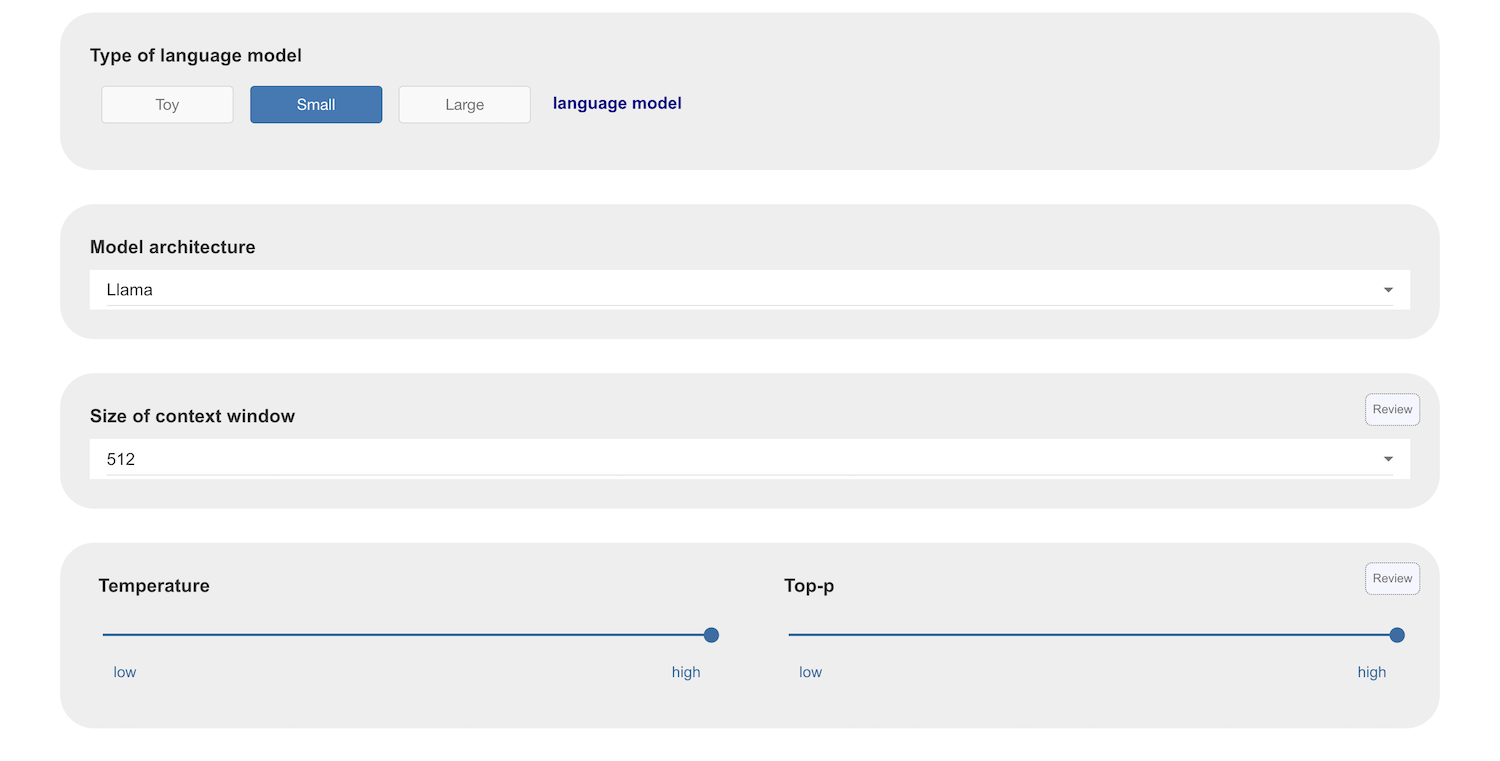 Type of language model
Toy Small Large language model
Model architecture
Llama
Size of context window Review
512
Temperature Top-p Review
low high low high